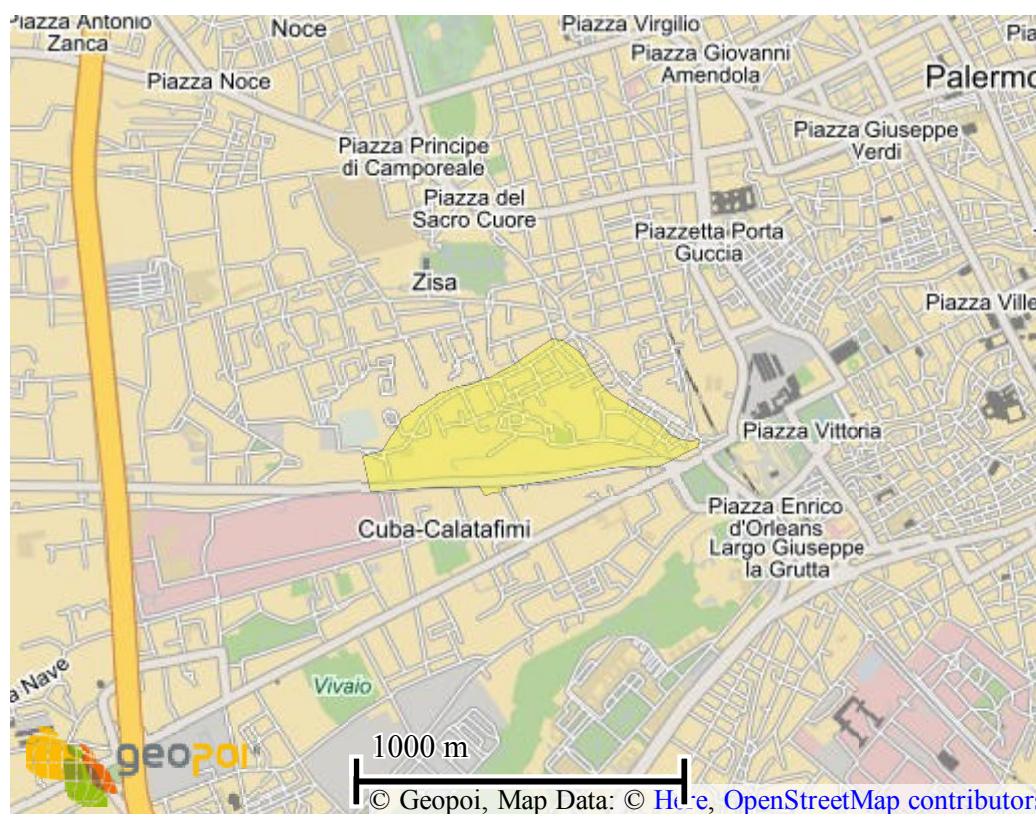 Piazza Antonio
Zanca
Noce
Piazza Virgilio
Piazza Giovanni
Amendola
Piazza Noce
Palermo
Piazza Giuseppe
Verdi
Piazza Principe
di Camporeale
Piazza del
Sacro Cuore
Piazzetta Porta
Guccia
Zisa
Piazza Ville
Piazza Vittoria
Cuba-Calatafimi
Piazza Enrico
d'Orleans
Largo Giuseppe
la Grutta
Nave
Vivaio
geopoi
1000 m
© Geopoi, Map Data: © Here, OpenStreetMap contributors